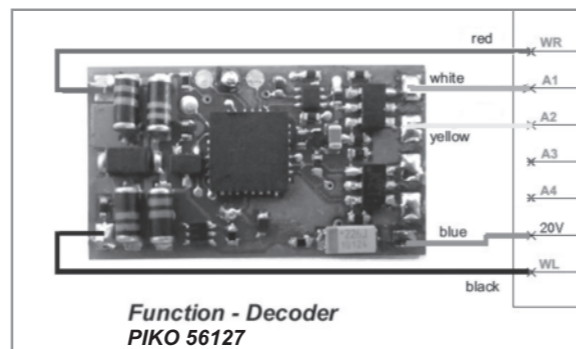 red
WR
white
A1
A2
yellow
A3
A4
blue
20V
WL
black
Function - Decoder
PIKO 56127